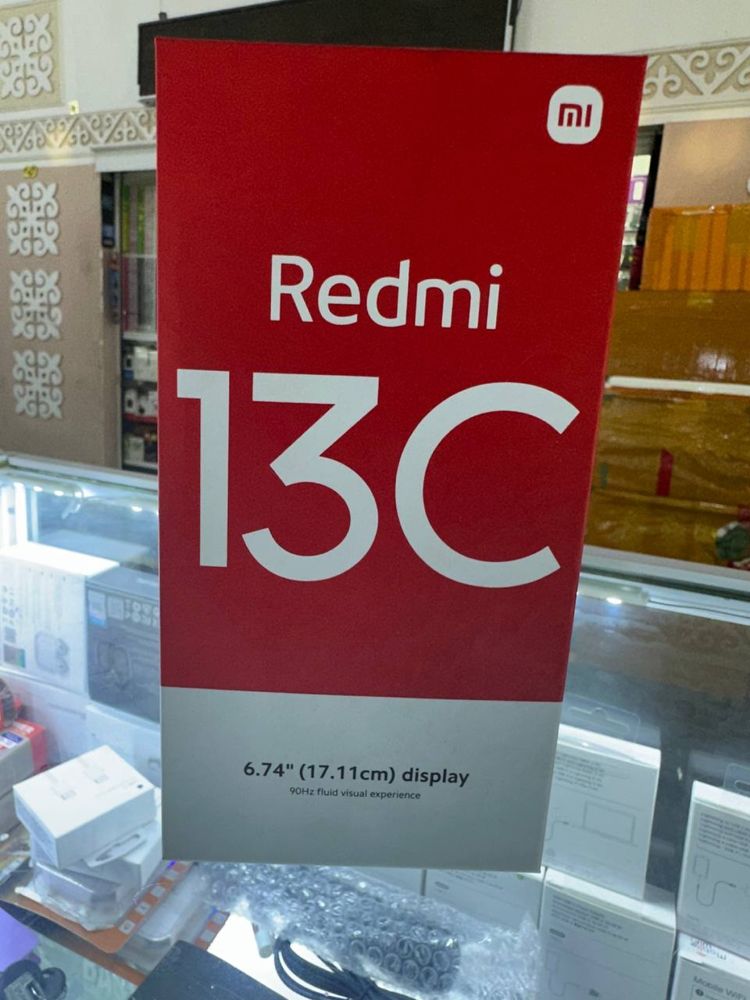 mi
Redmi
13C
6.74" (17.11cm) display
90Hz fluid visual experience